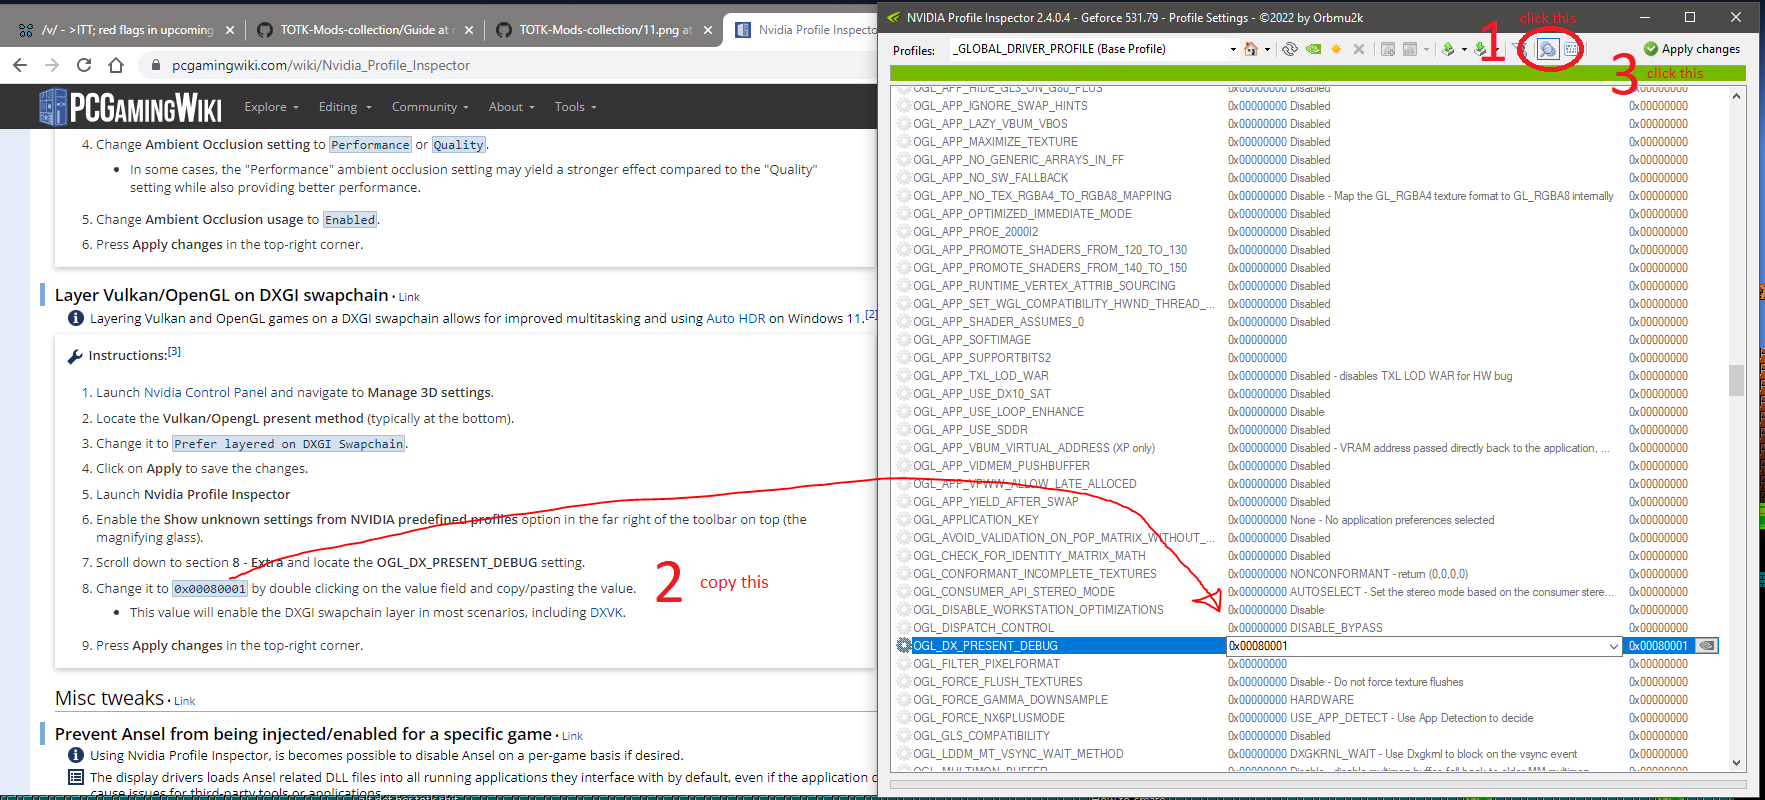 /v/ - >ITT; red flags in upcoming
TOTK-Mods-collection/Guide at
TOTK-Mods-collection/11.png at
Nvidia Profile Inspector
pcgamingwiki.com/wiki/Nvidia_Profile_Inspector
PCGamingWiki Explore Editing Community About Tools
4. Change Ambient Occlusion setting to Performance or Quality.
In some cases, the "Performance" ambient occlusion setting may yield a stronger effect compared to the "Quality"
setting while also providing better performance.
5. Change Ambient Occlusion usage to Enabled.
6. Press Apply changes in the top-right corner.
Layer Vulkan/OpenGL on DXGI swapchain · Link
Layering Vulkan and OpenGL games on a DXGI swapchain allows for improved multitasking and using Auto HDR on Windows 11.[2]
Instructions:[3]
1. Launch Nvidia Control Panel and navigate to Manage 3D settings.
2. Locate the Vulkan/OpengL present method (typically at the bottom).
3. Change it to Prefer layered on DXGI Swapchain.
4. Click on Apply to save the changes.
5. Launch Nvidia Profile Inspector
6. Enable the Show unknown settings from NVIDIA predefined profiles option in the far right of the toolbar on top (the
magnifying glass).
7. Scroll down to section 8 - Extra and locate the OGL_DX_PRESENT_DEBUG setting.
8. Change it to 0x00080001 by double clicking on the value field and copy/pasting the value.
This value will enable the DXGI swapchain layer in most scenarios, including DXVK.
9. Press Apply changes in the top-right corner.
2 copy this
Misc tweaks · Link
Prevent Ansel from being injected/enabled for a specific game · Link
Using Nvidia Profile Inspector, is becomes possible to disable Ansel on a per-game basis if desired.
The display drivers loads Ansel related DLL files into all running applications they interface with by default, even if the application
cause issues for third-party tools or applications.
NVIDIA Profile Inspector 2.4.0.4 - Geforce 531.79 - Profile Settings - ©2022 by Orbmu2k
1 click this
Profiles: _GLOBAL_DRIVER_PROFILE (Base Profile) Apply changes
3 click this
OGL_APP_HIDE_GLS_ON_G80_PLUS 0x00000000 Disabled 0x00000000
OGL_APP_IGNORE_SWAP_HINTS 0x00000000 Disabled 0x00000000
OGL_APP_LAZY_VBUM_VBOS 0x00000000 Disabled 0x00000000
OGL_APP_MAXIMIZE_TEXTURE 0x00000000 Disabled 0x00000000
OGL_APP_NO_GENERIC_ARRAYS_IN_FF 0x00000000 Disabled 0x00000000
OGL_APP_NO_SW_FALLBACK 0x00000000 Disabled 0x00000000
OGL_APP_NO_TEX_RGBA4_TO_RGBA8_MAPPING 0x00000000 Disable - Map the GL_RGBA4 texture format to GL_RGBA8 internally 0x00000000
OGL_APP_OPTIMIZED_IMMEDIATE_MODE 0x00000000 Disabled 0x00000000
OGL_APP_PROE_2000I2 0x00000000 Disabled 0x00000000
OGL_APP_PROMOTE_SHADERS_FROM_120_TO_130 0x00000000 Disabled 0x00000000
OGL_APP_PROMOTE_SHADERS_FROM_140_TO_150 0x00000000 Disabled 0x00000000
OGL_APP_RUNTIME_VERTEX_ATTRIB_SOURCING 0x00000000 Disabled 0x00000000
OGL_APP_SET_WGL_COMPATIBILITY_HWND_THREAD_... 0x00000000 Disabled 0x00000000
OGL_APP_SHADER_ASSUMES_0 0x00000000 Disabled 0x00000000
OGL_APP_SOFTIMAGE 0x00000000 0x00000000
OGL_APP_SUPPORTBITS2 0x00000000 0x00000000
OGL_APP_TXL_LOD_WAR 0x00000000 Disabled - disables TXL LOD WAR for HW bug 0x00000000
OGL_APP_USE_DX10_SAT 0x00000000 Disabled 0x00000000
OGL_APP_USE_LOOP_ENHANCE 0x00000000 Disable 0x00000000
OGL_APP_USE_SDDR 0x00000000 Disabled 0x00000000
OGL_APP_VBUM_VIRTUAL_ADDRESS (XP only) 0x00000000 Disabled - VRAM address passed directly back to the application, ... 0x00000000
OGL_APP_VIDMEM_PUSHBUFFER 0x00000000 Disabled 0x00000000
OGL_APP_VPWW_ALLOW_LATE_ALLOCED 0x00000000 Disabled 0x00000000
OGL_APP_YIELD_AFTER_SWAP 0x00000000 Disabled 0x00000000
OGL_APPLICATION_KEY 0x00000000 None - No application preferences selected 0x00000000
OGL_AVOID_VALIDATION_ON_POP_MATRIX_WITHOUT_... 0x00000000 Disabled 0x00000000
OGL_CHECK_FOR_IDENTITY_MATRIX_MATH 0x00000000 Disabled 0x00000000
OGL_CONFORMANT_INCOMPLETE_TEXTURES 0x00000000 NONCONFORMANT - return (0,0,0,0) 0x00000000
OGL_CONSUMER_API_STEREO_MODE 0x00000000 AUTOSELECT - Set the stereo mode based on the consumer stere... 0x00000000
OGL_DISABLE_WORKSTATION_OPTIMIZATIONS 0x00000000 Disable 0x00000000
OGL_DISPATCH_CONTROL 0x00000000 DISABLE_BYPASS 0x00000000
OGL_DX_PRESENT_DEBUG 0x00080001 0x00080001
OGL_FILTER_PIXELFORMAT 0x00000000 0x00000000
OGL_FORCE_FLUSH_TEXTURES 0x00000000 Disable - Do not force texture flushes 0x00000000
OGL_FORCE_GAMMA_DOWNSAMPLE 0x00000000 HARDWARE 0x00000000
OGL_FORCE_NX6PLUSMODE 0x00000000 USE_APP_DETECT - Use App Detection to decide 0x00000000
OGL_GLS_COMPATIBILITY 0x00000000 Disabled 0x00000000
OGL_LDDM_MT_VSYNC_WAIT_METHOD 0x00000000 DXGKRNL_WAIT - Use Dxgkrnl to block on the vsync event 0x00000000
OGL_MULTIMON_BUFFER 0x00000000 0x00000000